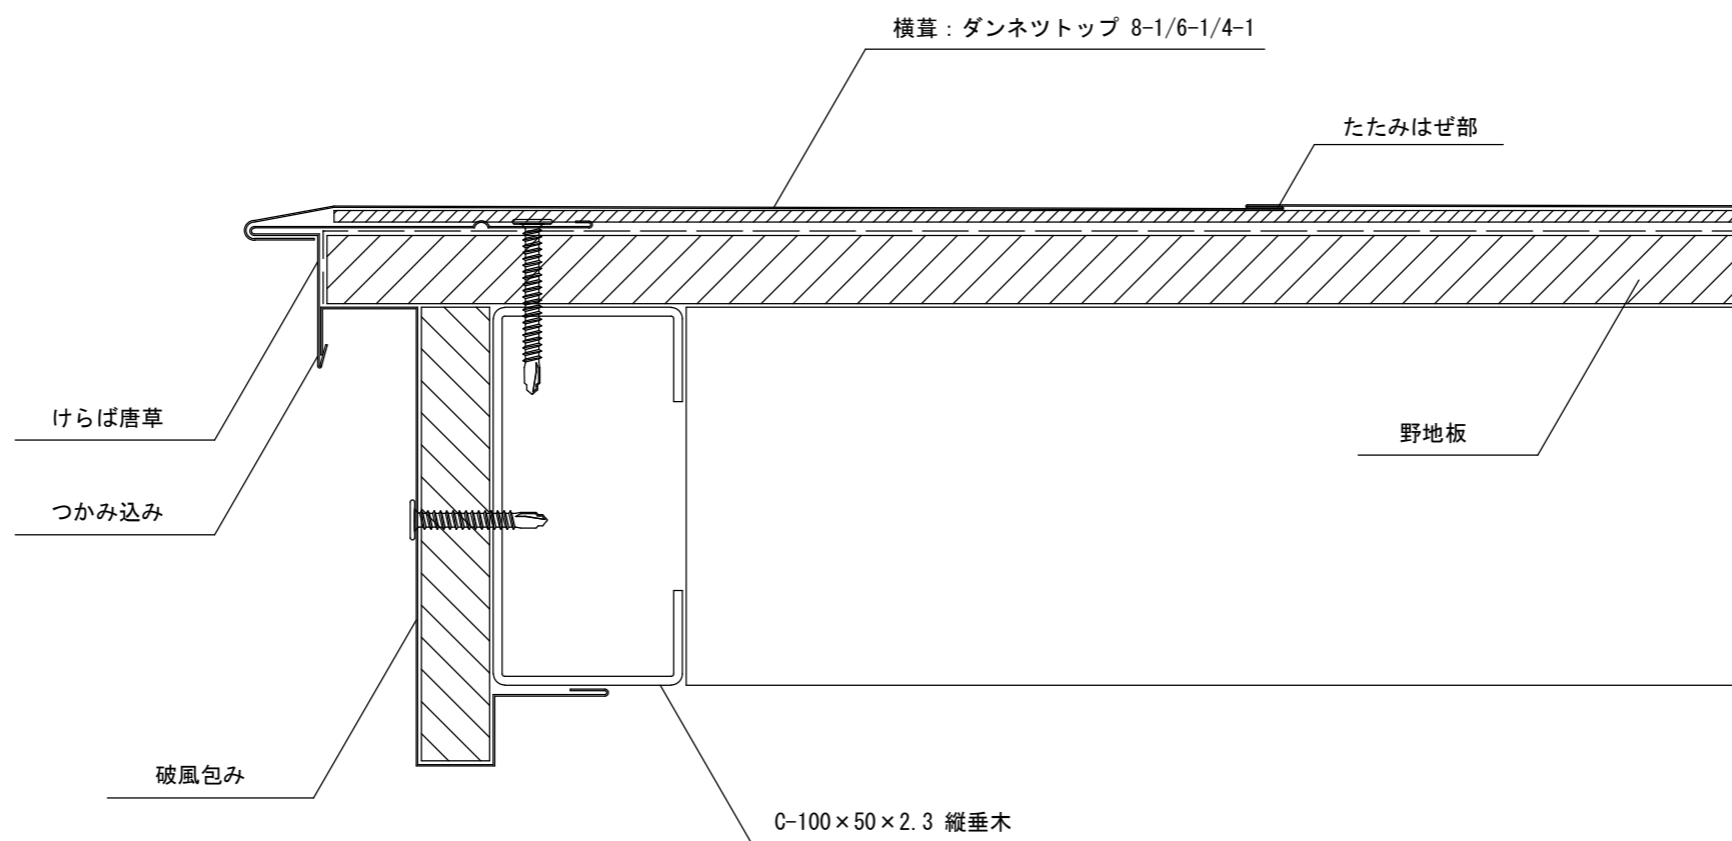 横葺：ダンネツトップ 8-1/6-1/4-1
たたみはぜ部
けらば唐草
野地板
つかみ込み
破風包み
C-100×50×2.3 縦垂木